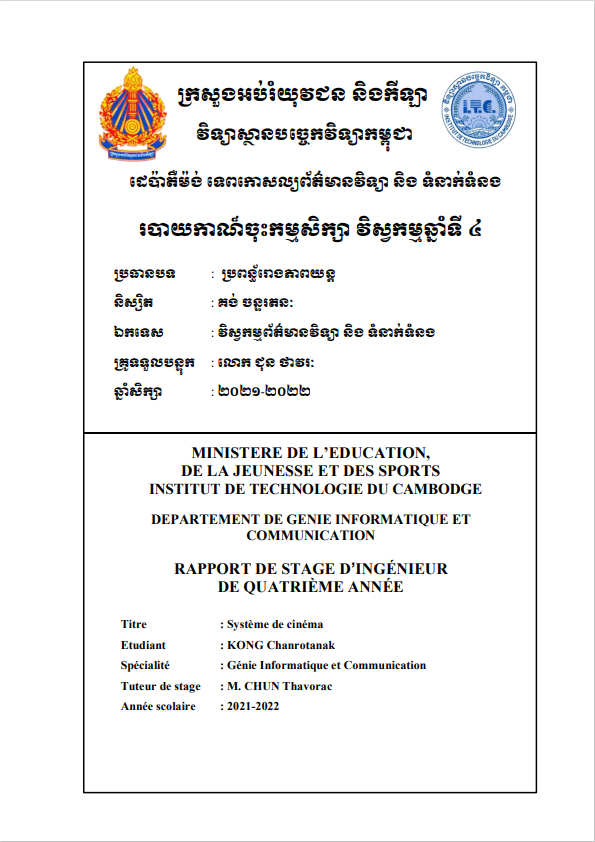 ក្រសួងអប់រំយុវជន និងកីឡា
វិទ្យាស្ថានបច្ចេកវិទ្យាកម្ពុជា
I.T.C.
INSTITUT DE TECHNOLOGIE DU CAMBODGE
ដេប៉ាតឺម៉ង់ ទេពកោសល្យព័ត៌មានវិទ្យា និង ទំនាក់ទំនង
របាយការណ៍ចុះកម្មសិក្សា វិស្វកម្មឆ្នាំទី ៤
ប្រធានបទ : ប្រពន្ធ័រោងភាពយន្ត
និស្សិត : គង់ ចន្ទរតនៈ
ឯកទេស : វិស្វកម្មព័ត៌មានវិទ្យា និង ទំនាក់ទំនង
គ្រូទទួលបន្ទុក : លោក ជុន ថាវរៈ
ឆ្នាំសិក្សា : ២០២១-២០២២
MINISTERE DE L’EDUCATION,
DE LA JEUNESSE ET DES SPORTS
INSTITUT DE TECHNOLOGIE DU CAMBODGE
DEPARTEMENT DE GENIE INFORMATIQUE ET
COMMUNICATION
RAPPORT DE STAGE D’INGÉNIEUR
DE QUATRIÈME ANNÉE
Titre : Système de cinéma
Etudiant : KONG Chanrotanak
Spécialité : Génie Informatique et Communication
Tuteur de stage : M. CHUN Thavorac
Année scolaire : 2021-2022